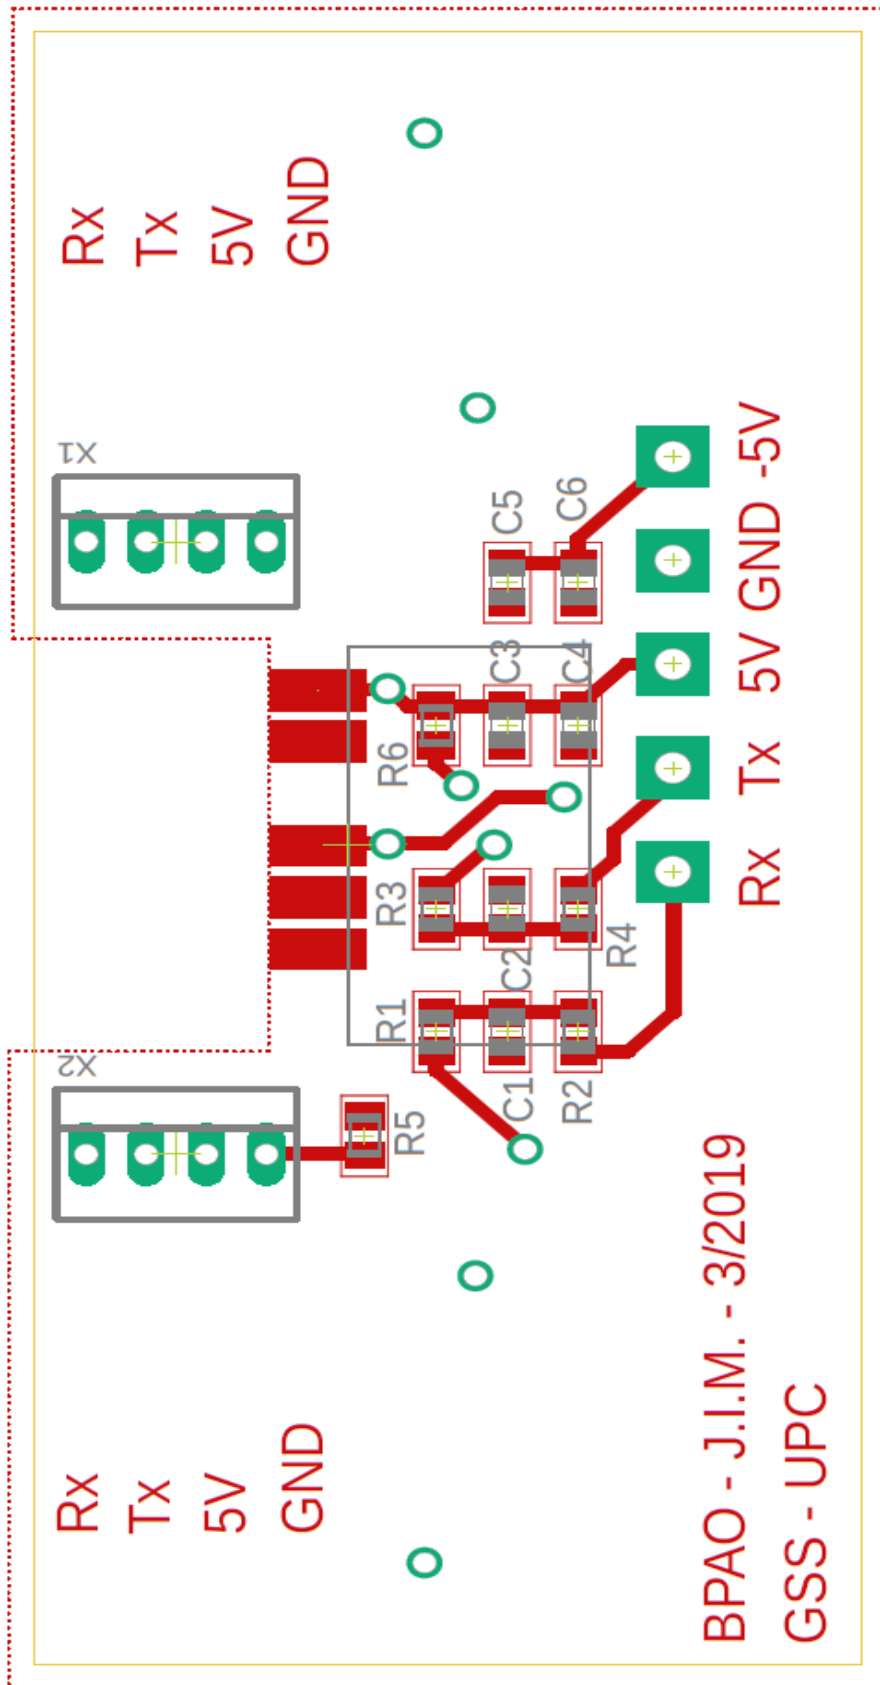 Rx
Tx
5V
GND
X1
C5
C6
-5V
GND
5V
Tx
Rx
C3
C4
R6
R3
C2
R4
R1
C1
R2
X2
R5
Rx
Tx
5V
GND
BPAO - J.I.M. - 3/2019
GSS - UPC